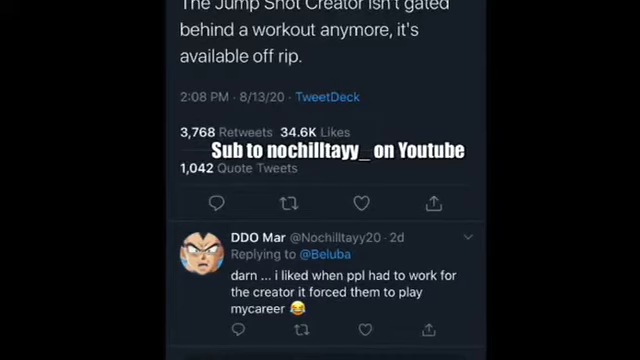 The Jump Shot Creator isn't gated
behind a workout anymore, it's
available off rip.
2:08 PM · 8/13/20 · TweetDeck
3,768 Retweets 34.6K Likes
Sub to nochilltayy_ on Youtube
1,042 Quote Tweets
DDO Mar @Nochilltayy20 · 2d
Replying to @Beluba
darn ... i liked when ppl had to work for
the creator it forced them to play
mycareer 😂